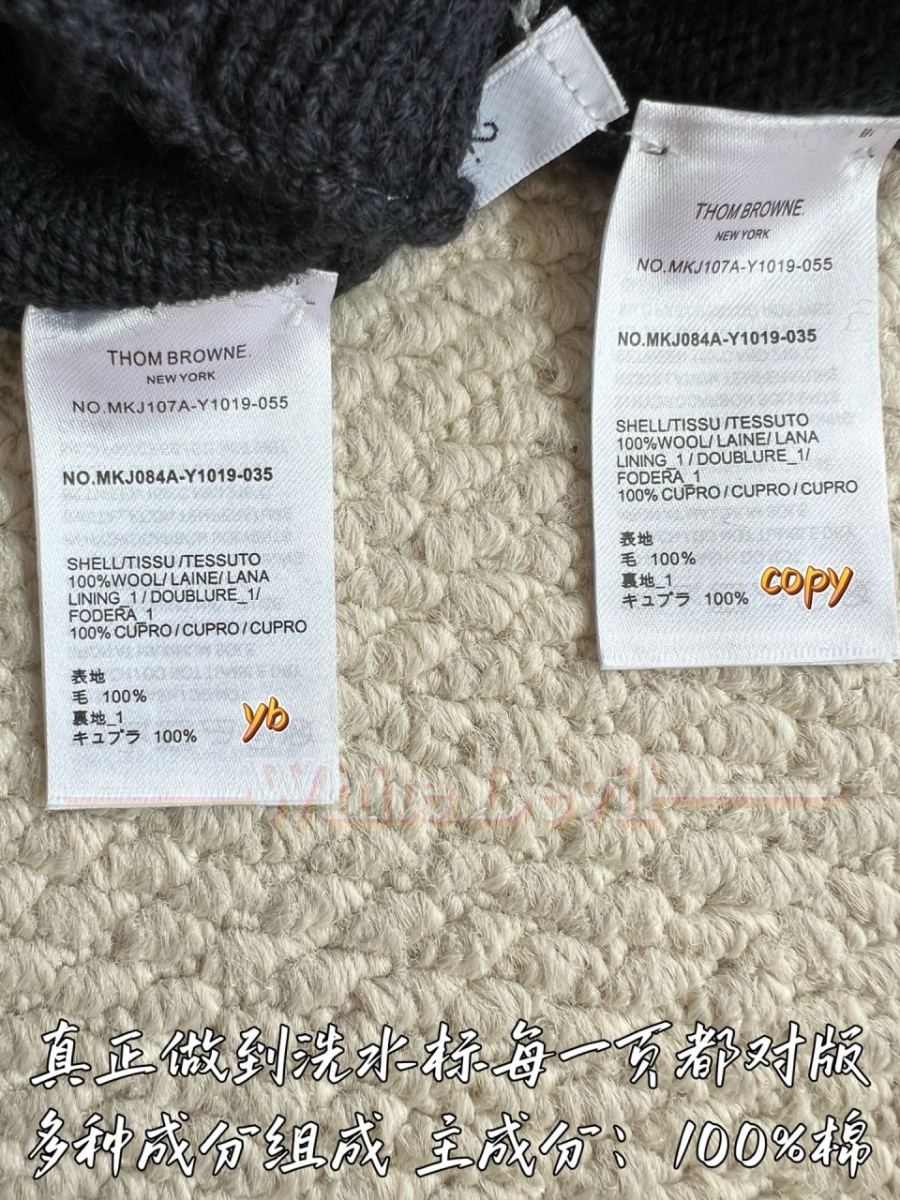 THOM BROWNE.
NEW YORK
NO.MKJ107A-Y1019-055
NO.MKJ084A-Y1019-035
SHELL/TISSU /TESSUTO
100%WOOL/ LAINE/ LANA
LINING_1 / DOUBLURE_1/
FODERA_1
100% CUPRO / CUPRO / CUPRO
表地
毛 100%
裏地_1
キュプラ 100%
yb
THOM BROWNE.
NEW YORK
NO.MKJ107A-Y1019-055
NO.MKJ084A-Y1019-035
SHELL/TISSU /TESSUTO
100%WOOL/ LAINE/ LANA
LINING_1 / DOUBLURE_1/
FODERA_1
100% CUPRO / CUPRO / CUPRO
表地
毛 100%
裏地_1
キュプラ 100%
copy
White Devil
真正做到洗水标每一页都对版
多种成分组成 主成分：100%棉